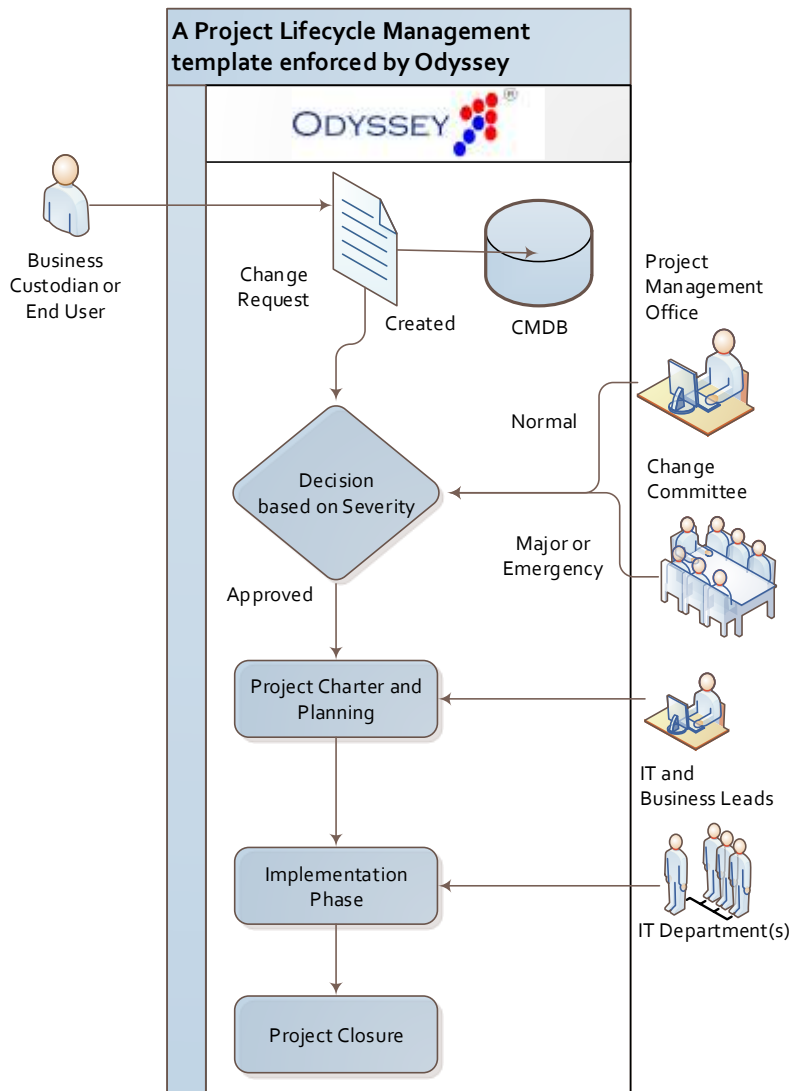 A Project Lifecycle Management
template enforced by Odyssey
ODYSSEY ®
Business
Custodian or
End User
Change
Request
Created
CMDB
Project
Management
Office
Normal
Change
Committee
Decision
based on Severity
Major or
Emergency
Approved
Project Charter and
Planning
IT and
Business Leads
Implementation
Phase
IT Department(s)
Project Closure